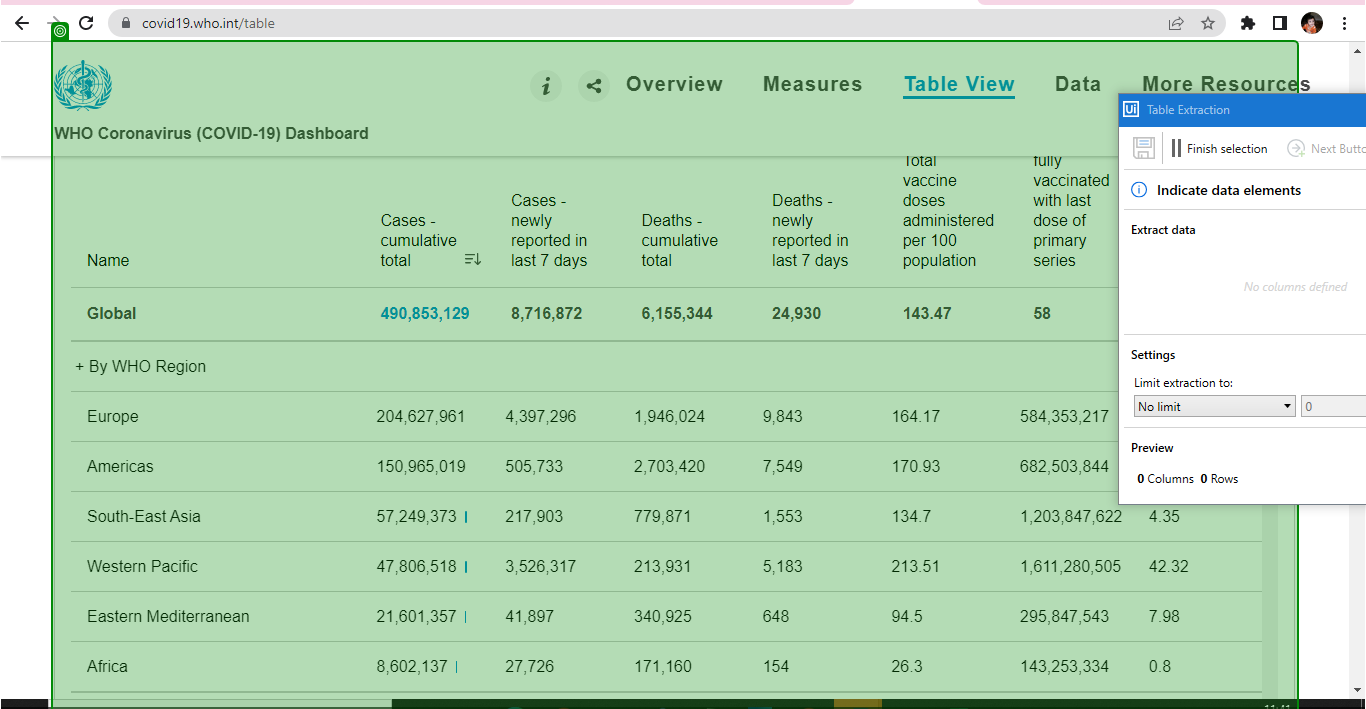 covid19.who.int/table
Overview
Measures
Table View
Data
More Resources
WHO Coronavirus (COVID-19) Dashboard
Name
Cases -
cumulative
total
Cases -
newly
reported in
last 7 days
Deaths -
cumulative
total
Deaths -
newly
reported in
last 7 days
Total
vaccine
doses
administered
per 100
population
fully
vaccinated
with last
dose of
primary
series
Global 490,853,129 8,716,872 6,155,344 24,930 143.47 58
+ By WHO Region
Europe 204,627,961 4,397,296 1,946,024 9,843 164.17 584,353,217
Americas 150,965,019 505,733 2,703,420 7,549 170.93 682,503,844
South-East Asia 57,249,373 217,903 779,871 1,553 134.7 1,203,847,622 4.35
Western Pacific 47,806,518 3,526,317 213,931 5,183 213.51 1,611,280,505 42.32
Eastern Mediterranean 21,601,357 41,897 340,925 648 94.5 295,847,543 7.98
Africa 8,602,137 27,726 171,160 154 26.3 143,253,334 0.8
Ui Table Extraction
Finish selection
Next Butto
Indicate data elements
Extract data
No columns defined
Settings
Limit extraction to:
No limit
0
Preview
0 Columns 0 Rows